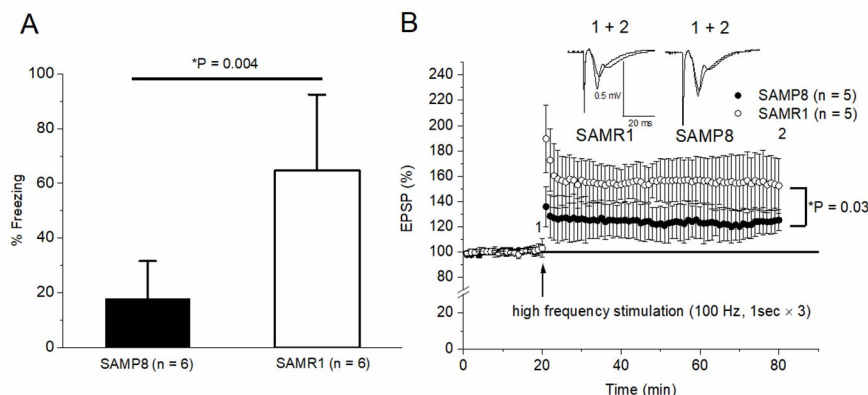 A
*P = 0.004
% Freezing
100
80
60
40
20
0
SAMP8 (n = 6)
SAMR1 (n = 6)
B
1 + 2
1 + 2
0.5 mV
20 ms
SAMR1
SAMP8
SAMP8 (n = 5)
SAMR1 (n = 5)
2
EPSP (%)
240
220
200
180
160
140
120
100
80
20
0
1
*P = 0.03
high frequency stimulation (100 Hz, 1sec × 3)
0
20
40
60
80
Time (min)